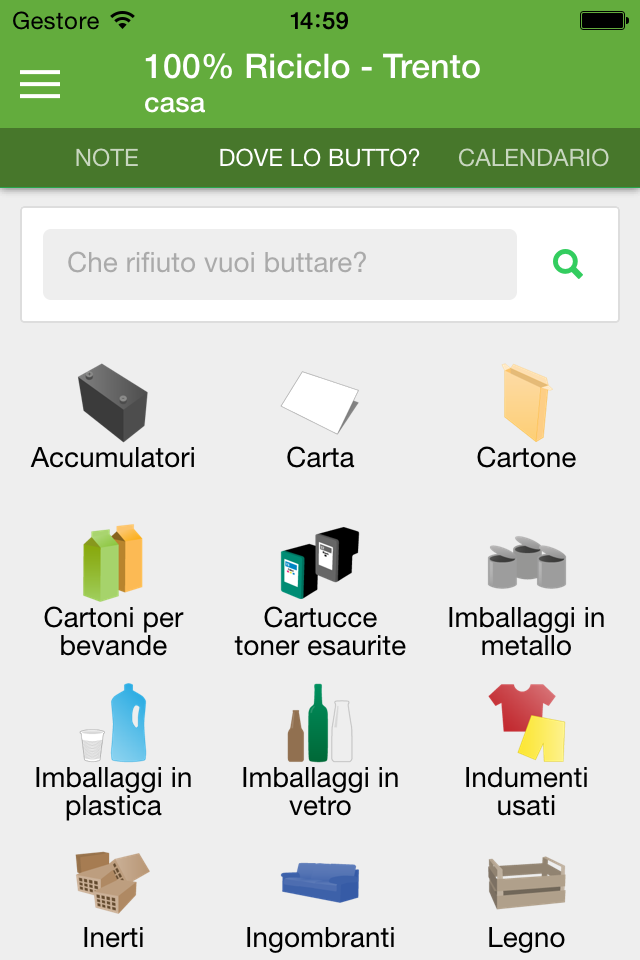 Gestore 14:59
100% Riciclo - Trento
casa
NOTE DOVE LO BUTTO? CALENDARIO
Che rifiuto vuoi buttare?
Accumulatori Carta Cartone
Cartoni per bevande
Cartucce toner esaurite
Imballaggi in metallo
Imballaggi in plastica
Imballaggi in vetro
Indumenti usati
Inerti Ingombranti Legno